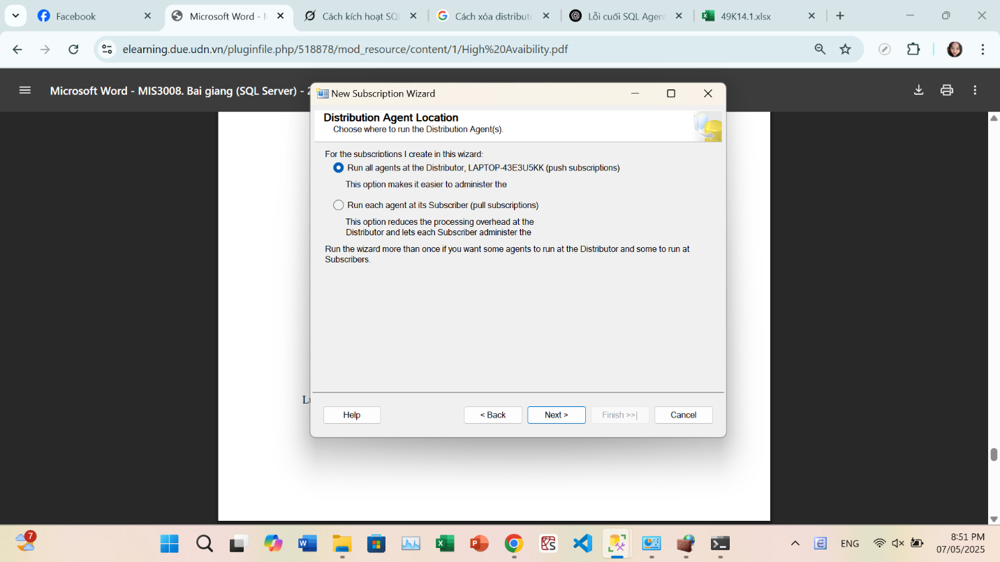 Facebook
Microsoft Word - M
Cách kích hoạt SQ
Cách xóa distribut
Lỗi cuối SQL Agen
49K14.1.xlsx
elearning.due.udn.vn/pluginfile.php/518878/mod_resource/content/1/High%20Avaibility.pdf
Microsoft Word - MIS3008. Bai giang (SQL Server) - 2
New Subscription Wizard
Distribution Agent Location
Choose where to run the Distribution Agent(s).
For the subscriptions I create in this wizard:
Run all agents at the Distributor, LAPTOP-43E3U5KK (push subscriptions)
This option makes it easier to administer the
Run each agent at its Subscriber (pull subscriptions)
This option reduces the processing overhead at the
Distributor and lets each Subscriber administer the
Run the wizard more than once if you want some agents to run at the Distributor and some to run at
Subscribers.
Help
< Back
Next >
Finish >>|
Cancel
7
ENG
8:51 PM
07/05/2025